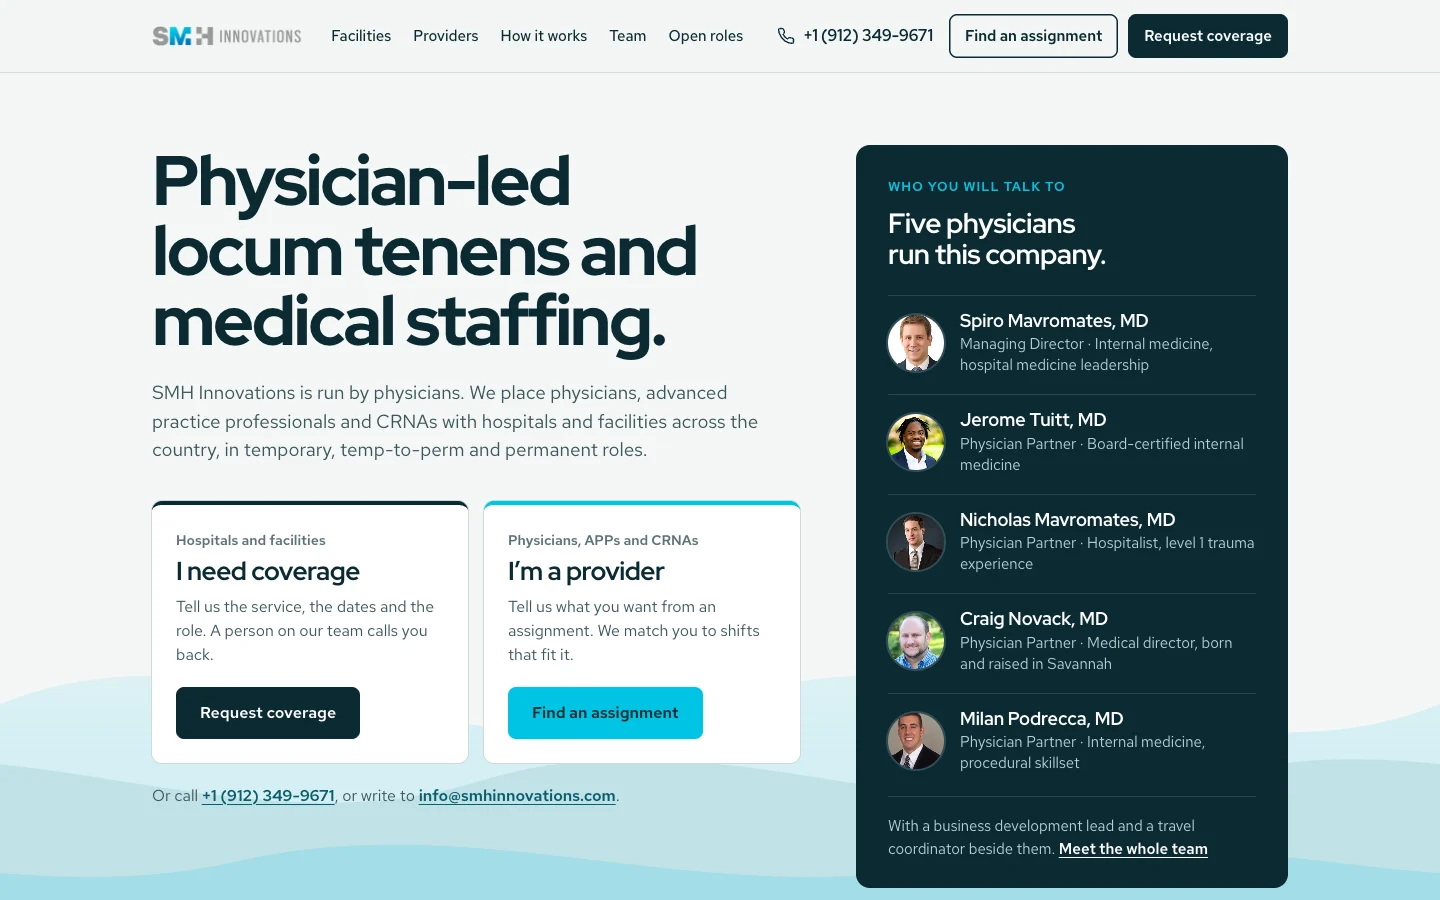 SMH INNOVATIONS
Facilities
Providers
How it works
Team
Open roles
+1 (912) 349-9671
Find an assignment
Request coverage
Physician-led
locum tenens and
medical staffing.
SMH Innovations is run by physicians. We place physicians, advanced
practice professionals and CRNAs with hospitals and facilities across the
country, in temporary, temp-to-perm and permanent roles.
Hospitals and facilities
I need coverage
Tell us the service, the dates and the
role. A person on our team calls you
back.
Request coverage
Physicians, APPs and CRNAs
I’m a provider
Tell us what you want from an
assignment. We match you to shifts
that fit it.
Find an assignment
Or call +1 (912) 349-9671, or write to info@smhinnovations.com.
WHO YOU WILL TALK TO
Five physicians
run this company.
Spiro Mavromates, MD
Managing Director · Internal medicine,
hospital medicine leadership
Jerome Tuitt, MD
Physician Partner · Board-certified internal
medicine
Nicholas Mavromates, MD
Physician Partner · Hospitalist, level 1 trauma
experience
Craig Novack, MD
Physician Partner · Medical director, born
and raised in Savannah
Milan Podrecca, MD
Physician Partner · Internal medicine,
procedural skillset
With a business development lead and a travel
coordinator beside them. Meet the whole team